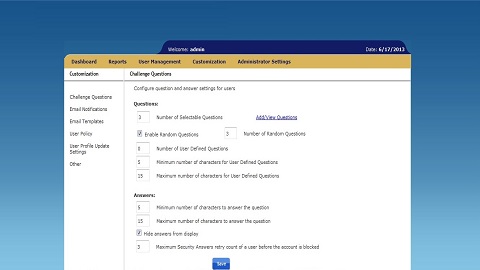 Welcome: admin
Date: 6/17/2013
Dashboard Reports User Management Customization Administrator Settings
Customization
Challenge Questions
Challenge Questions
Email Notifications
Email Templates
User Policy
User Profile Update
Settings
Other
Configure question and answer settings for users
Questions:
3 Number of Selectable Questions Add/View Questions
Enable Random Questions 3 Number of Random Questions
Number of User Defined Questions
5 Minimum number of characters for User Defined Questions
15 Maximum number of characters for User Defined Questions
Answers:
Minimum number of characters to answer the question
15 Maximum number of characters to answer the question
Hide answers from display
3 Maximum Security Answers retry count of a user before the account is blocked
Save